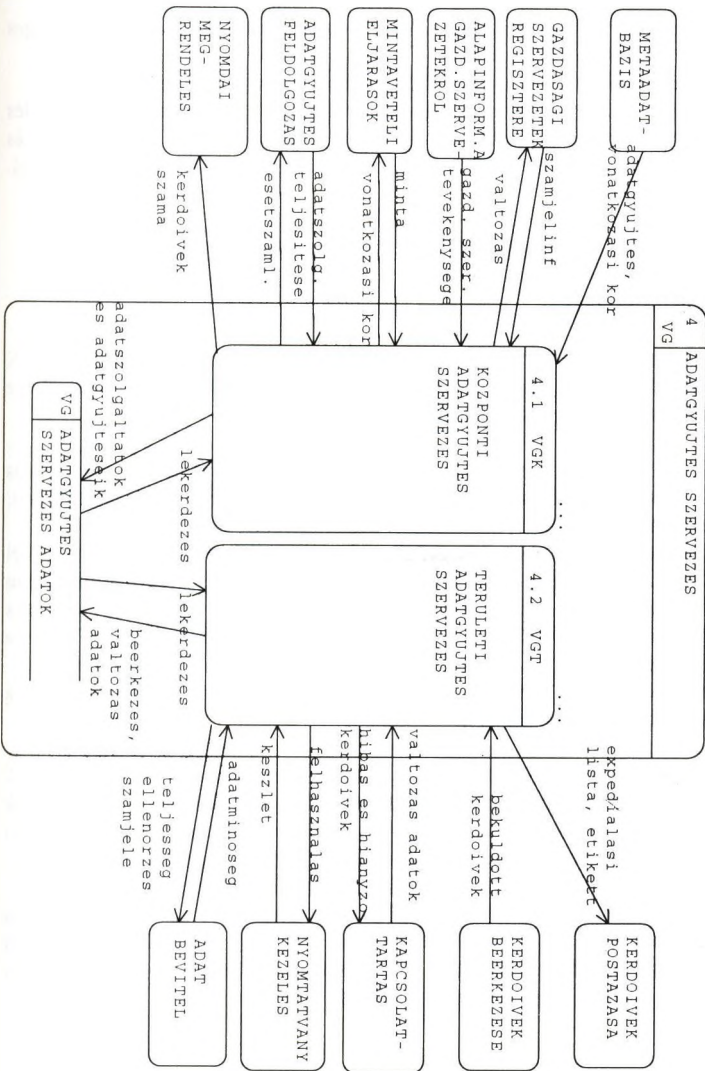 4
VG
ADATGYUJTES SZERVEZES
METAADAT-
BAZIS
adatgyujtes,
vonatkozasi kor
GAZDASAGI
SZERVEZETEK
REGISZTERE
szamjelinf
valtozas
ALAPINFORM.A
GAZD.SZERVE-
ZETEKROL
gazd. szer.
tevekenysege
MINTAVETELI
ELJARASOK
minta
vonatkozasi kor
ADATGYUJTES
FELDOLGOZAS
adatszolg.
teljesitese
esetszaml.
NYOMDAI
MEG-
RENDELES
kerdoivek
szama
4.1 VGK
...
KOZPONTI
ADATGYUJTES
SZERVEZES
4.2 VGT
...
TERULETI
ADATGYUJTES
SZERVEZES
lekerdezes
adatszolgaltatok
es adatgyujteseik
lekerdezes
beerkezes,
valtozas
adatok
VG
ADATGYUJTES
SZERVEZES ADATOK
expedialasi
lista, etikett
KERDOIVEK
POSTAZASA
bekuldott
kerdoivek
KERDOIVEK
BEERKEZESE
valtozas adatok
hibas es hianyzo
kerdoivek
KAPCSOLAT-
TARTAS
felhasznalas
keszlet
NYOMTATVANY
KEZELES
adatminoseg
teljesseg
ellenorzes
szamjele
ADAT
BEVITEL